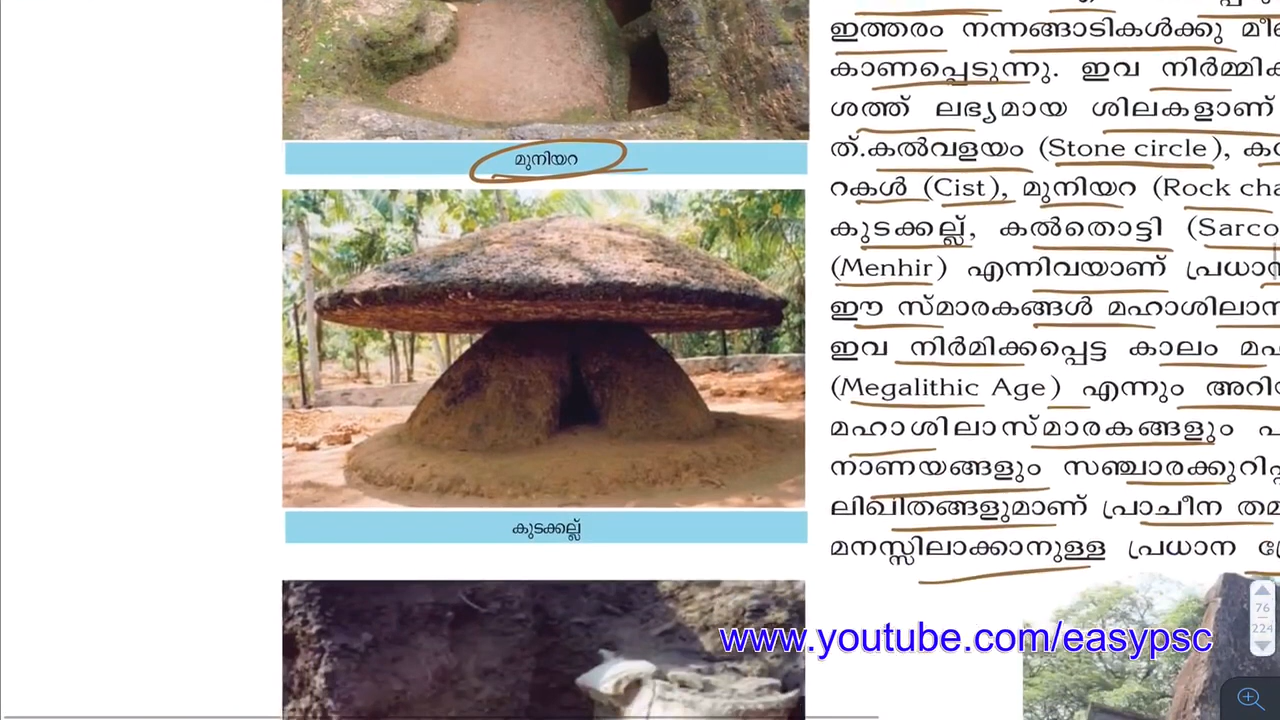 മുനിയറ
കുടക്കല്ല്
ഇത്തരം നന്നങ്ങാടികൾക്കു
കാണപ്പെടുന്നു. ഇവ
ശത്ത് ലഭ്യമായ ശിലകളാണ്
ത്.കൽവളയം (Stone circle),
റകൾ (Cist), മുനിയറ (Rock
കുടക്കല്ല്, കൽതൊട്ടി
(Menhir) എന്നിവയാണ്
ഈ സ്മാരകങ്ങൾ
ഇവ നിർമിക്കപ്പെട്ട കാലം
(Megalithic Age) എന്നും
മഹാശിലാസ്മാരകങ്ങളും
നാണയങ്ങളും
ലിഖിതങ്ങളുമാണ് പ്രാചീന
മനസ്സിലാക്കാനുള്ള പ്രധാന
www.youtube.com/easypsc
76
224